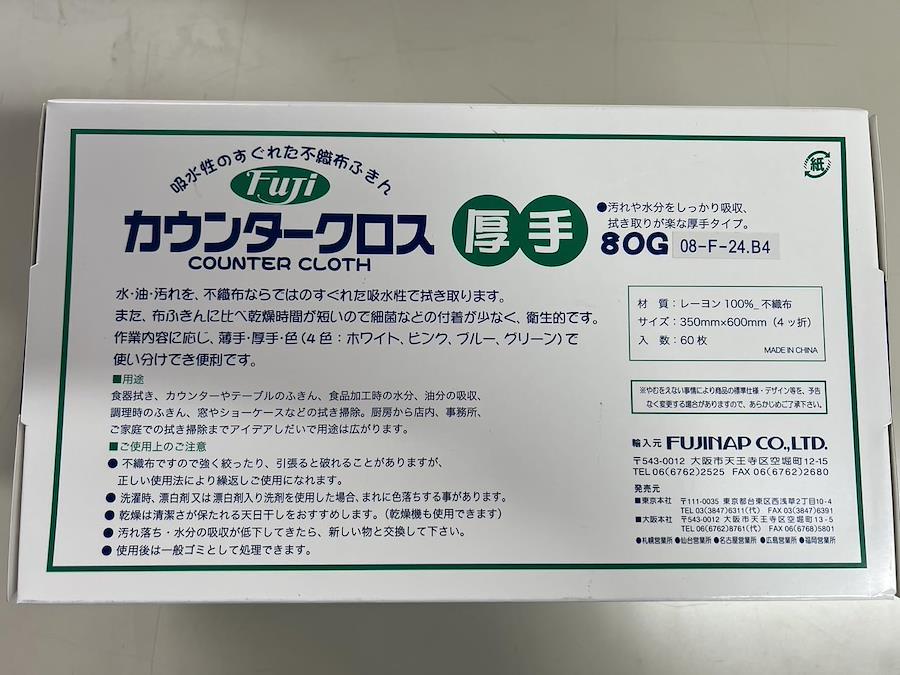 吸水性のすぐれた不織布ふきん
Fuji
カウンタークロス
COUNTER CLOTH
厚手
●汚れや水分をしっかり吸収、
拭き取りが楽な厚手タイプ。
80G 08-F-24.B4
紙
水・油・汚れを、不織布ならではのすぐれた吸水性で拭き取ります。
また、布ふきんに比べ乾燥時間が短いので細菌などの付着が少なく、衛生的です。
作業内容に応じ、薄手・厚手・色(4色:ホワイト、ピンク、ブルー、グリーン)で
使い分けでき便利です。
■用途
食器拭き、カウンターやテーブルのふきん、食品加工時の水分、油分の吸収、
調理時のふきん、窓やショーケースなどの拭き掃除。厨房から店内、事務所、
ご家庭での拭き掃除までアイデアしだいで用途は広がります。
■ご使用上のご注意
●不織布ですので強く絞ったり、引張ると破れることがありますが、
正しい使用法により繰返しご使用になれます。
●洗濯時、漂白剤又は漂白剤入り洗剤を使用した場合、まれに色落ちする事があります。
●乾燥は清潔さが保たれる天日干しをおすすめします。(乾燥機も使用できます)
●汚れ落ち・水分の吸収が低下してきたら、新しい物と交換して下さい。
●使用後は一般ゴミとして処理できます。
材 質:レーヨン100%_不織布
サイズ:350mm×600mm(4ッ折)
入 数:60枚
MADE IN CHINA
※やむをえない事情により商品の標準仕様・デザイン等を、予告
なく変更する場合がありますので、あらかじめご了承下さい。
輸入元 FUJINAP CO.,LTD.
〒543-0012 大阪市天王寺区空堀町12-15
TEL 06(6762)2525 FAX 06(6762)2680
発売元
■東京本社 〒111-0035 東京都台東区西浅草2丁目10-4
TEL 03(3847)6311(代) FAX 03(3847)6391
■大阪本社 〒543-0012 大阪市天王寺区空堀町13-5
TEL 06(6762)8761(代) FAX 06(6768)5801
●札幌営業所 ●仙台営業所 ●名古屋営業所 ●広島営業所 ●福岡営業所